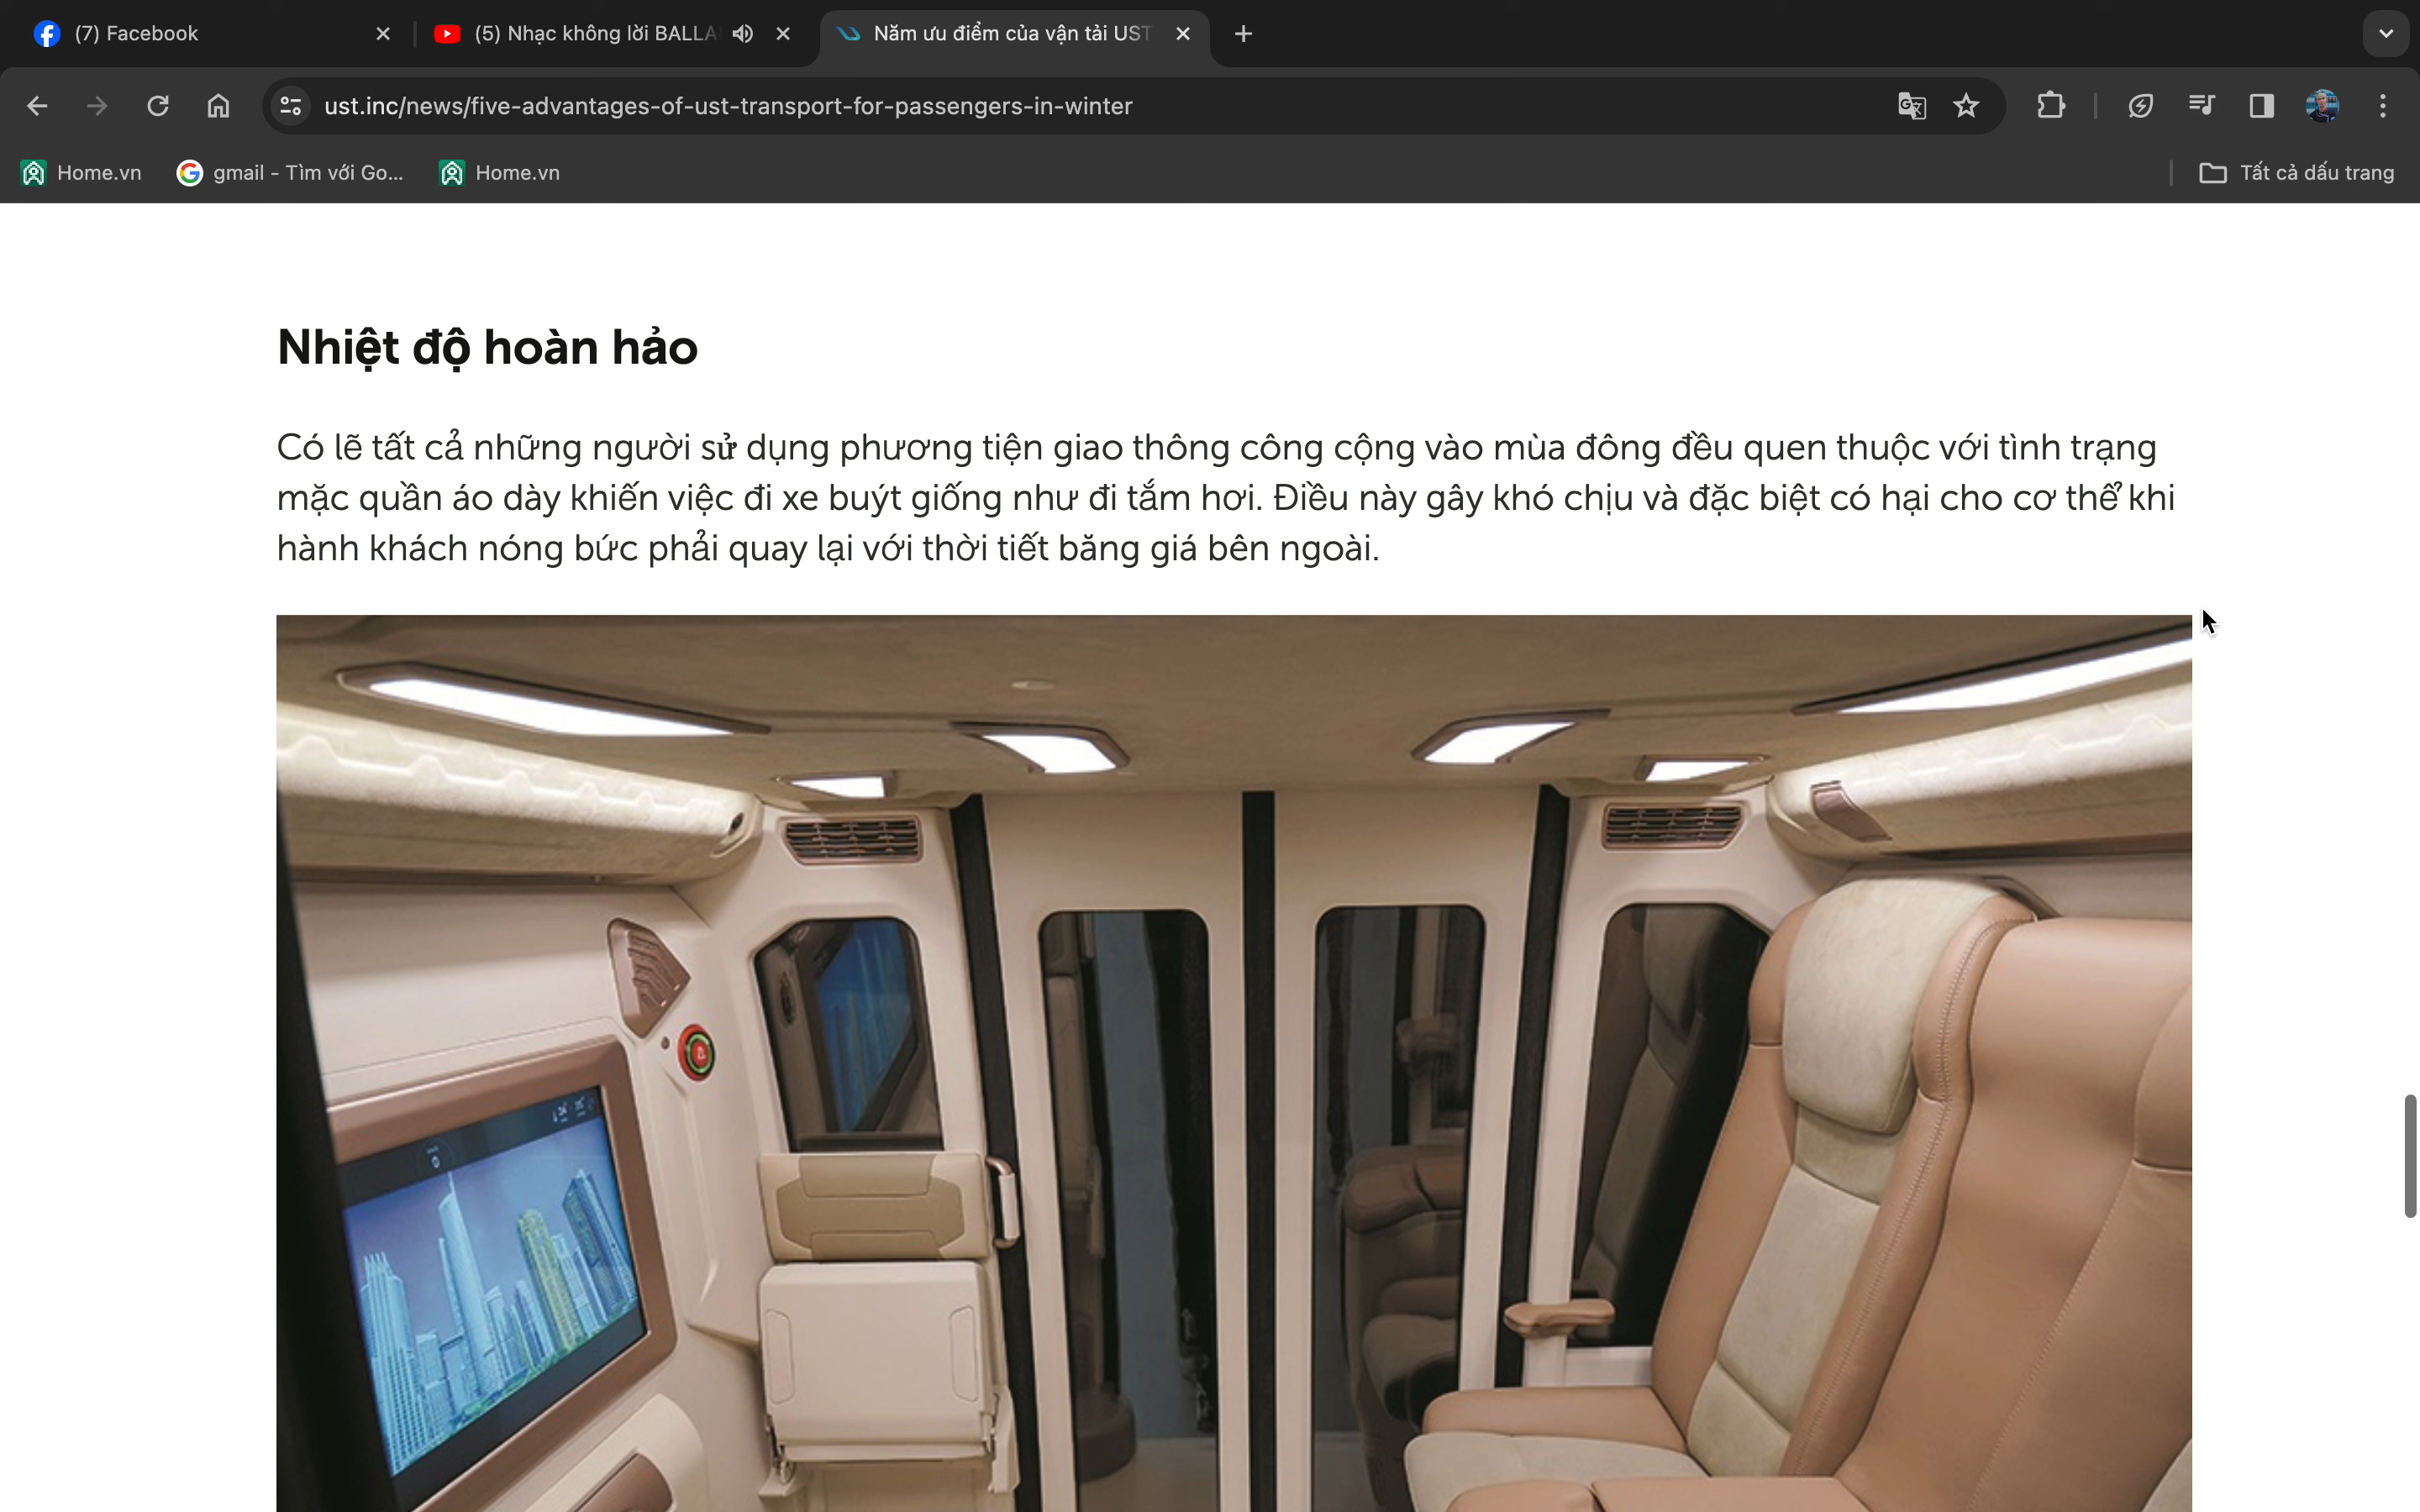 (7) Facebook
(5) Nhạc không lời BALLA
Năm ưu điểm của vận tải UST
ust.inc/news/five-advantages-of-ust-transport-for-passengers-in-winter
Home.vn
gmail - Tìm với Go...
Home.vn
Tất cả dấu trang
Nhiệt độ hoàn hảo
Có lẽ tất cả những người sử dụng phương tiện giao thông công cộng vào mùa đông đều quen thuộc với tình trạng
mặc quần áo dày khiến việc đi xe buýt giống như đi tắm hơi. Điều này gây khó chịu và đặc biệt có hại cho cơ thể khi
hành khách nóng bức phải quay lại với thời tiết băng giá bên ngoài.